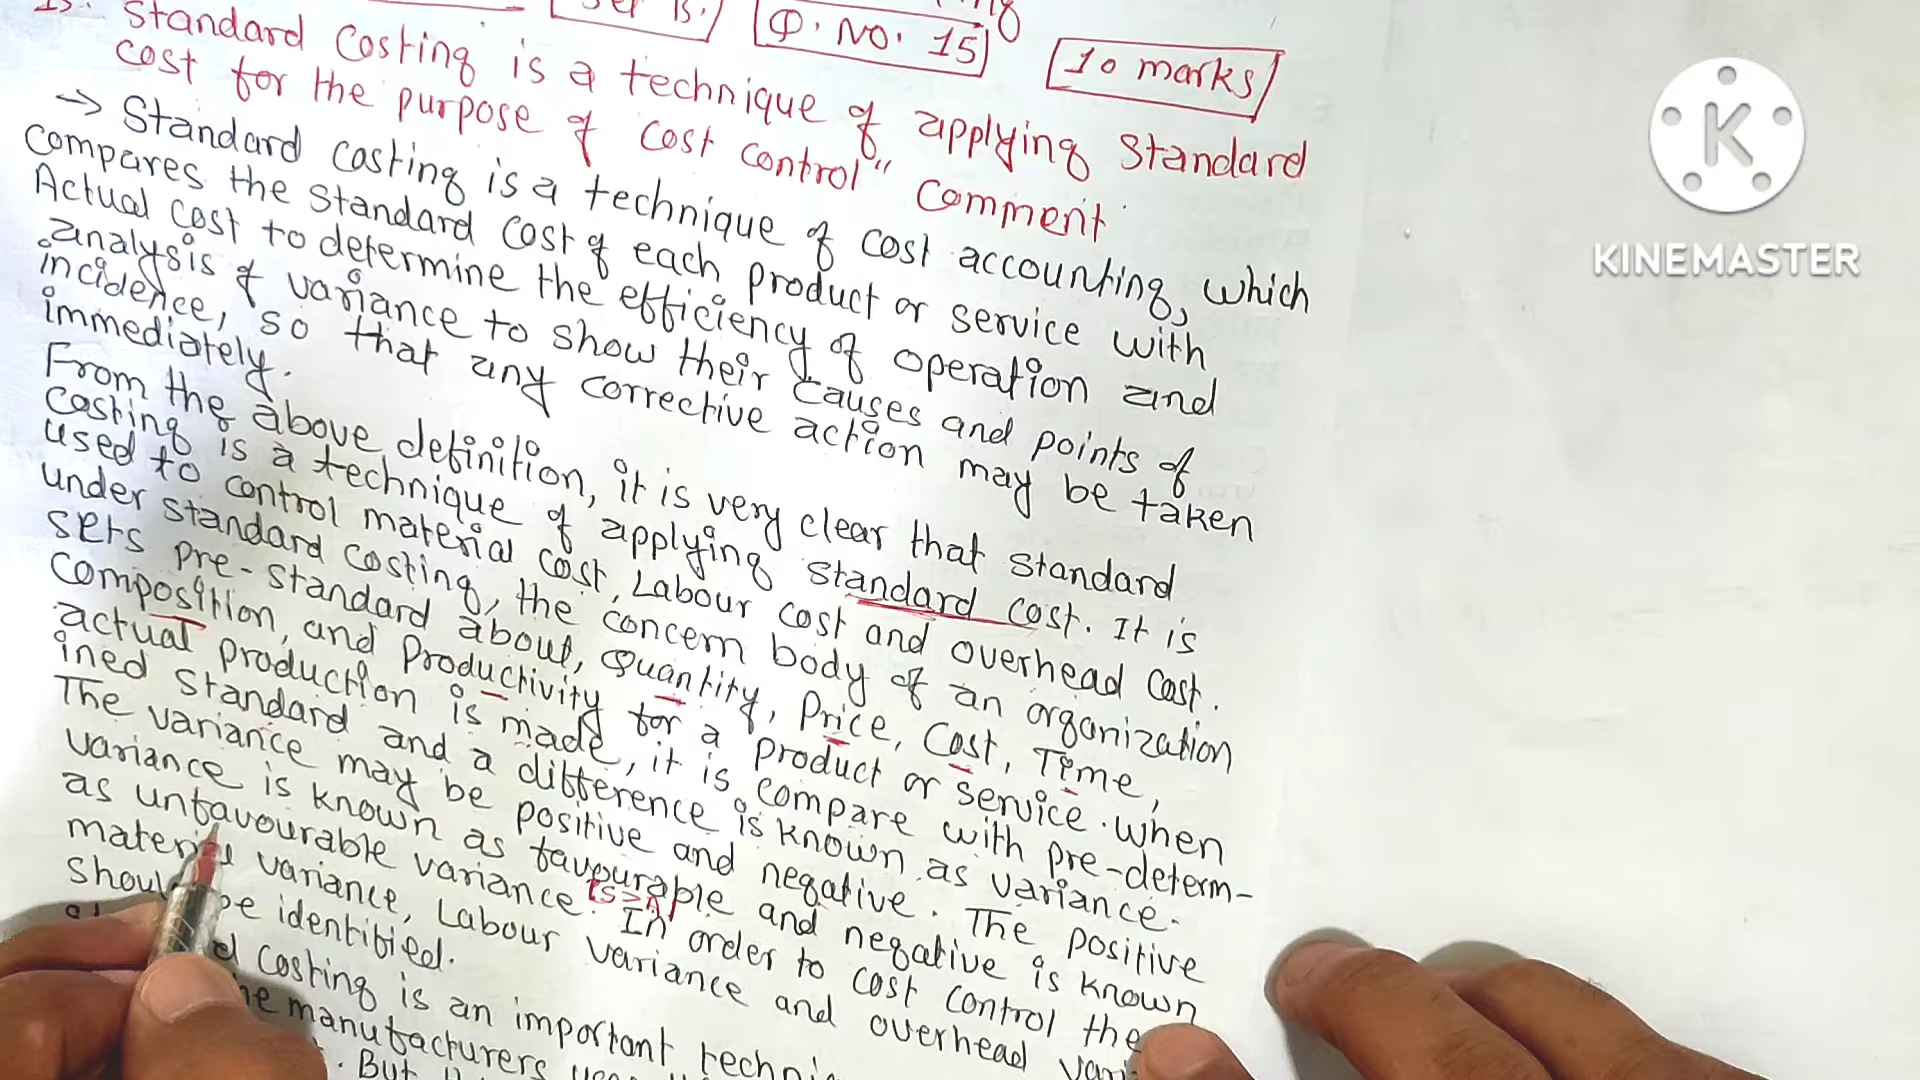 Q. NO. 15
10 marks
Standard Costing is a technique of applying Standard
cost for the purpose of cost control" Comment
→ Standard costing is a technique of cost accounting, which
compares the Standard cost of each product or service with
Actual cost to determine the efficiency of operation and
analysis of variance to show their causes and points of
incidence, so that any corrective action may be taken
immediately.
From the above definition, it is very clear that Standard
costing is a technique of applying standard cost. It is
used to control material cost, Labour cost and overhead cost.
under standard costing, the concern body of an organization
sets pre-standard about, Quantity, Price, Cost, Time,
Composition, and Productivity for a product or service. When
actual production is made, it is compare with pre-determ-
ined standard and a difference is known as variance.
The variance may be positive and negative. The positive
variance is known as favourable and negative is known
as unfavourable variance. In order to cost control the
(S>A)
material variance, Labour variance and overhead vari
be identified.
costing is an important techni
manufacturers
. But
KINEMASTER